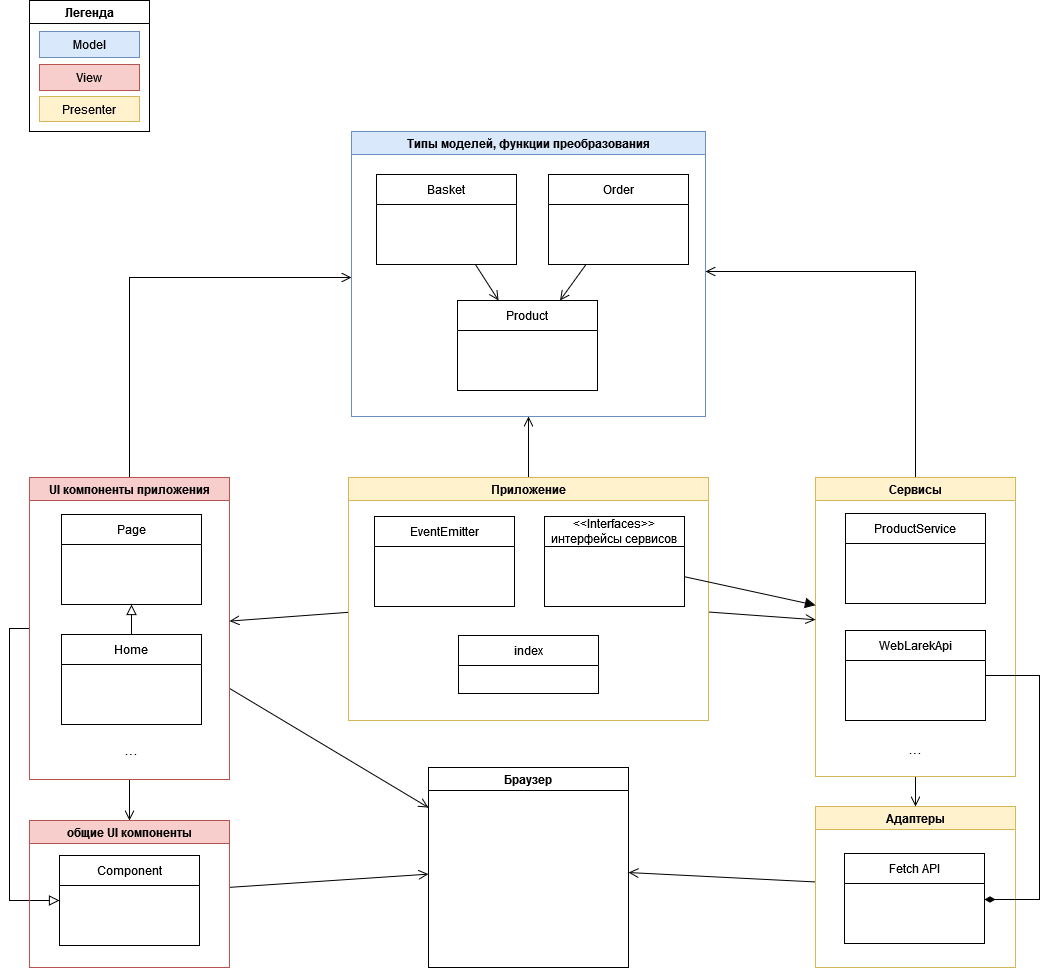 Легенда
Model
View
Presenter
Типы моделей, функции преобразования
Basket
Order
Product
UI компоненты приложения
Page
Home
...
Приложение
EventEmitter
<<Interfaces>>
интерфейсы сервисов
index
Сервисы
ProductService
WebLarekApi
...
общие UI компоненты
Component
Браузер
Адаптеры
Fetch API